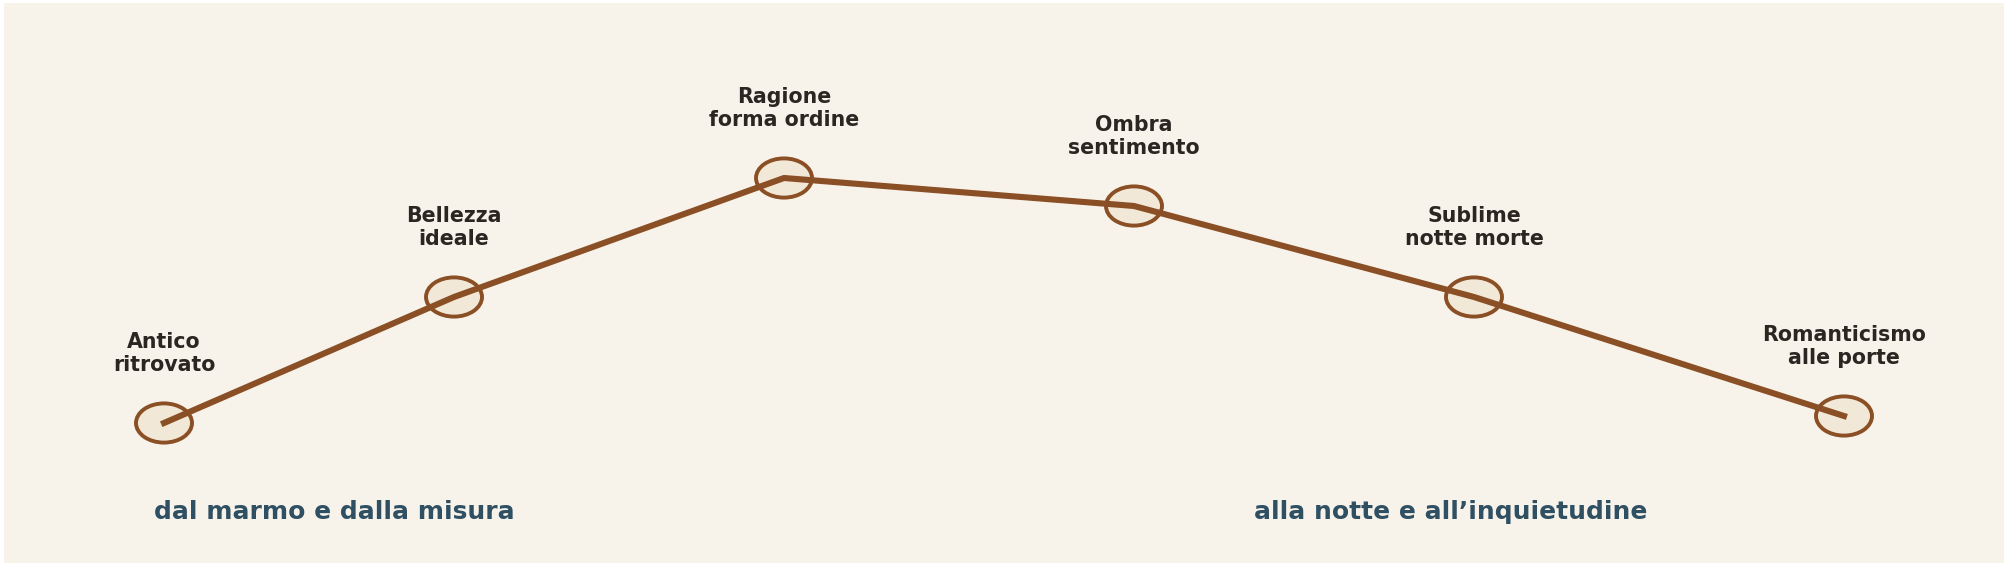 Antico
ritrovato
Bellezza
ideale
Ragione
forma ordine
Ombra
sentimento
Sublime
notte morte
Romanticismo
alle porte
dal marmo e dalla misura
alla notte e all’inquietudine